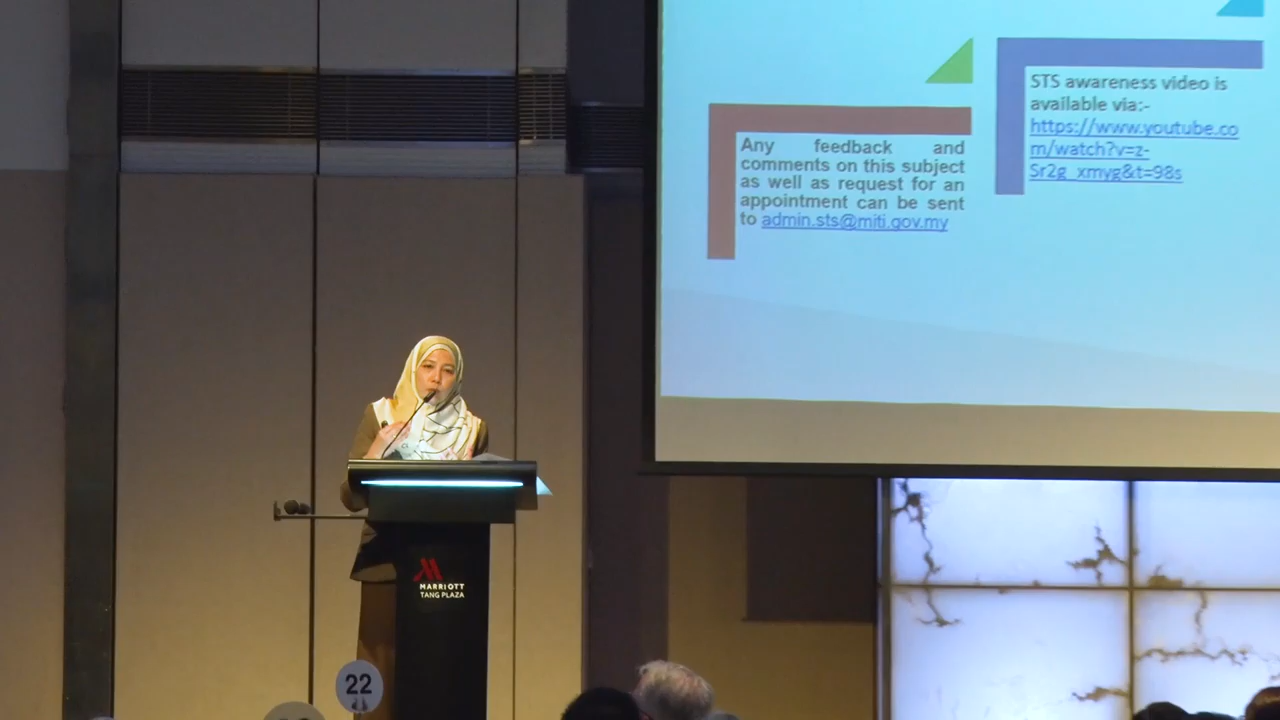 STS awareness video is
available via:-
https://www.youtube.co
m/watch?v=z-
Sr2g_xmyg&t=98s
Any feedback and
comments on this subject
as well as request for an
appointment can be sent
to admin.sts@miti.gov.my
MARRIOTT
TANG PLAZA
22